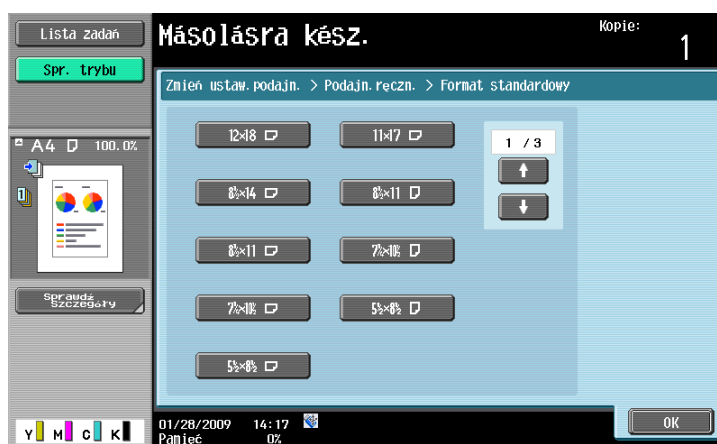 Lista zadań
Spr. trybu
Másolásra kész.
Kopie:
1
Zmień ustaw.podajn. > Podajn.ręczn. > Format standardowy
A4 100.0%
1
Sprawdź
Szczegóły
12×18
11×17
8½×14
8½×11
8½×11
7¼×10½
7¼×10½
5½×8½
5½×8½
1 / 3
OK
Y M C K
01/28/2009 14:17
Pamięć 0%